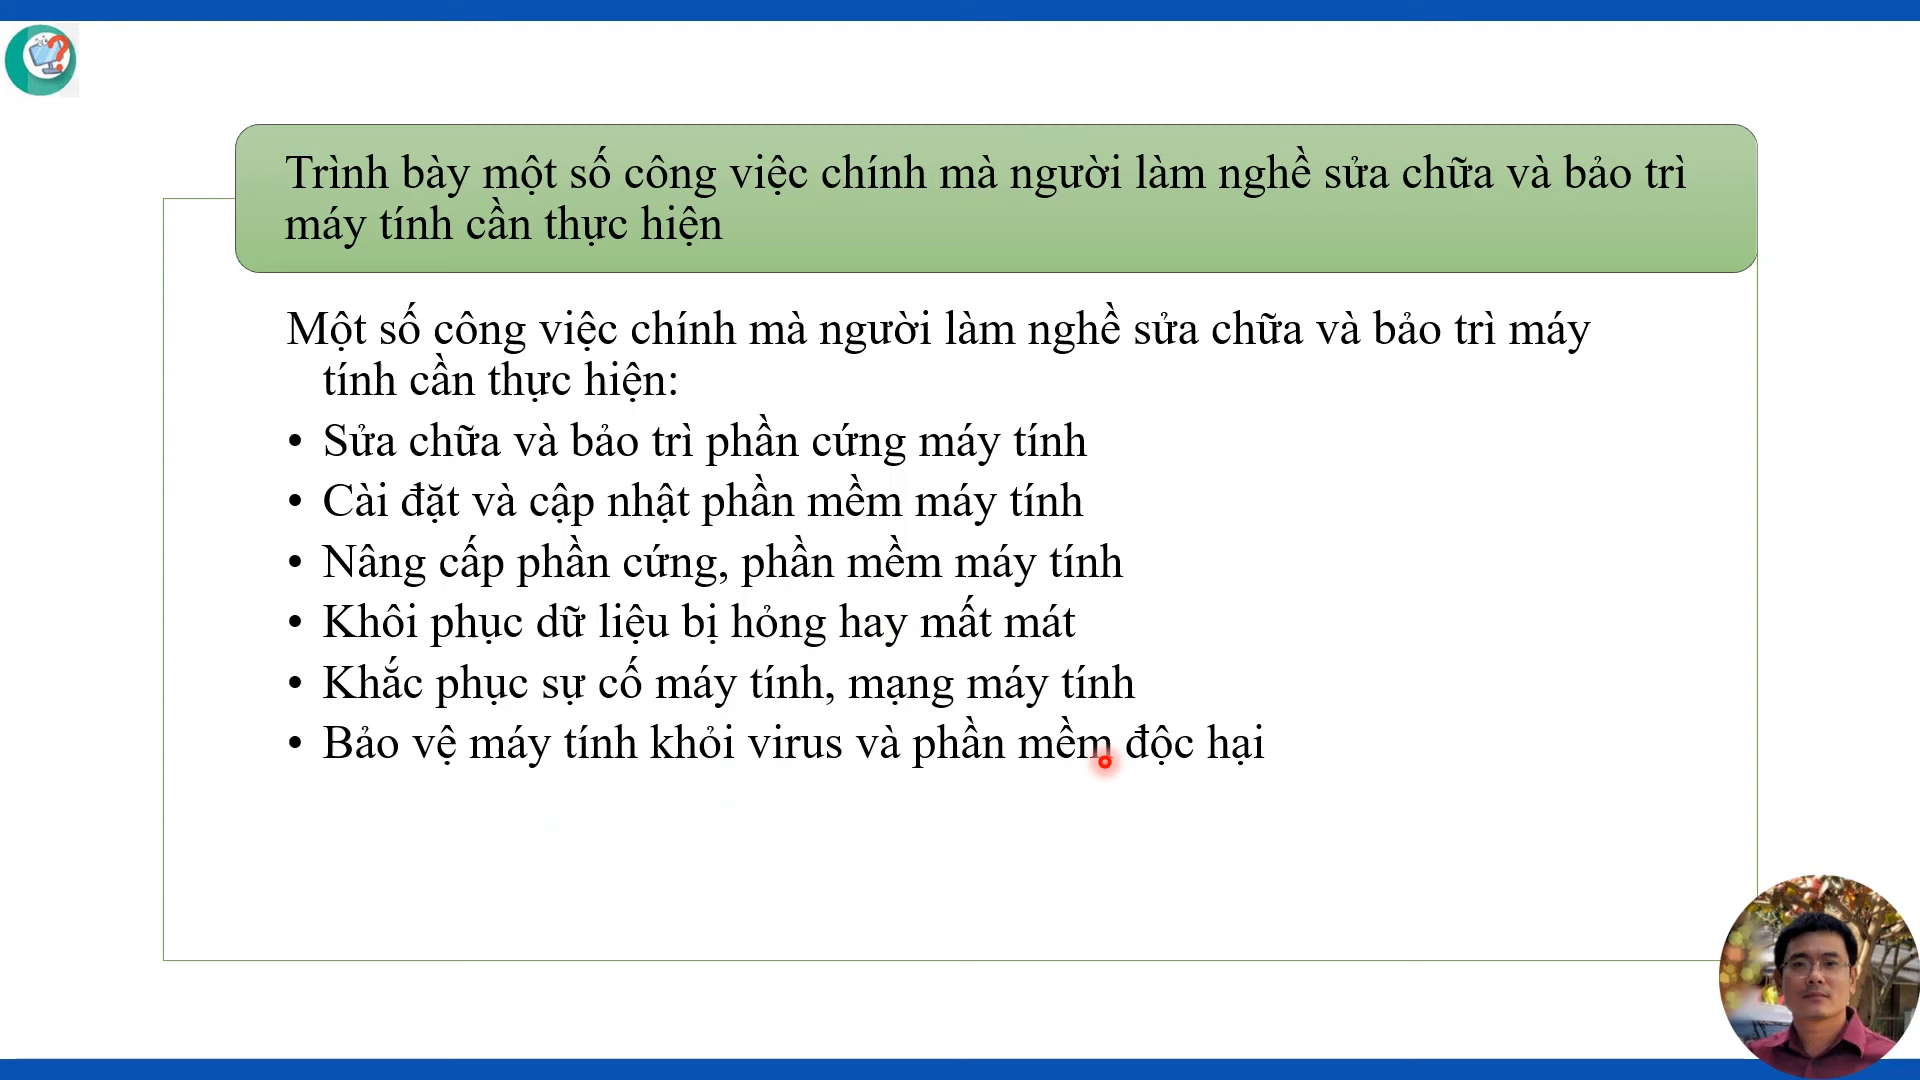 Trình bày một số công việc chính mà người làm nghề sửa chữa và bảo trì
máy tính cần thực hiện
Một số công việc chính mà người làm nghề sửa chữa và bảo trì máy
tính cần thực hiện:
• Sửa chữa và bảo trì phần cứng máy tính
• Cài đặt và cập nhật phần mềm máy tính
• Nâng cấp phần cứng, phần mềm máy tính
• Khôi phục dữ liệu bị hỏng hay mất mát
• Khắc phục sự cố máy tính, mạng máy tính
• Bảo vệ máy tính khỏi virus và phần mềm độc hại